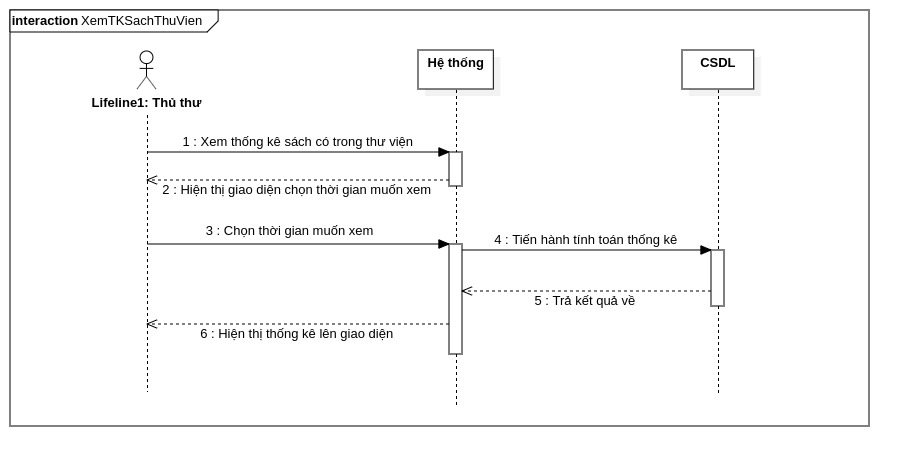 interaction XemTKSachThuVien
Lifeline1: Thủ thư
Hệ thống
CSDL
1 : Xem thống kê sách có trong thư viện
2 : Hiện thị giao diện chọn thời gian muốn xem
3 : Chọn thời gian muốn xem
4 : Tiến hành tính toán thống kê
5 : Trả kết quả về
6 : Hiện thị thống kê lên giao diện